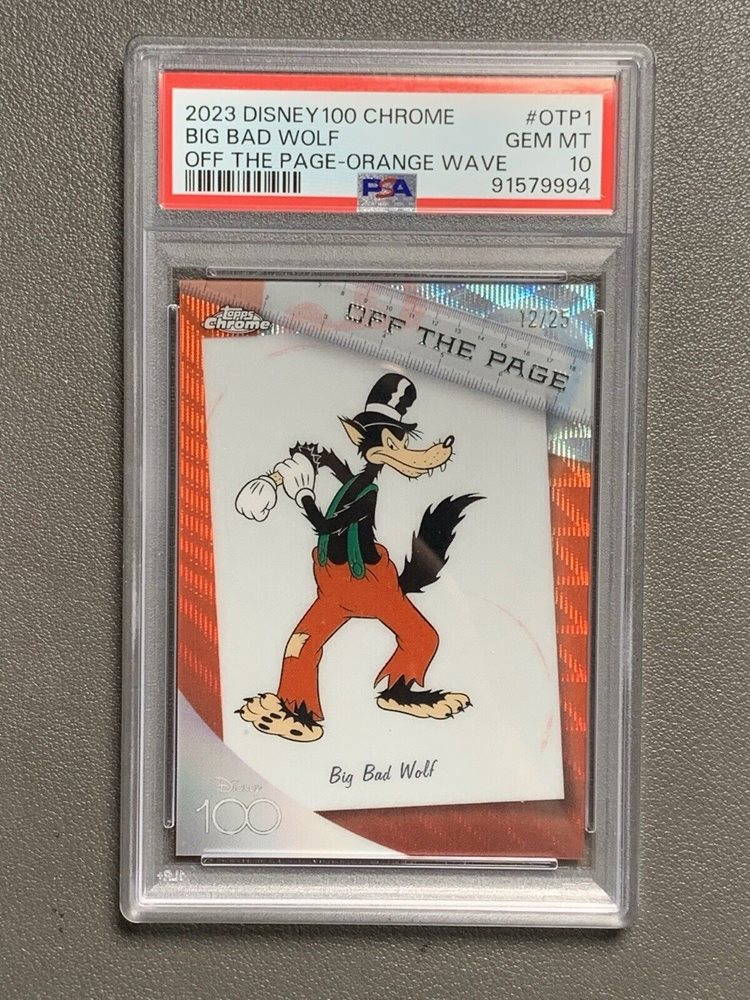 2023 DISNEY100 CHROME #OTP1
BIG BAD WOLF GEM MT
OFF THE PAGE-ORANGE WAVE 10
PSA 91579994
Topps Chrome
OFF THE PAGE
12/25
Big Bad Wolf
Disney
100